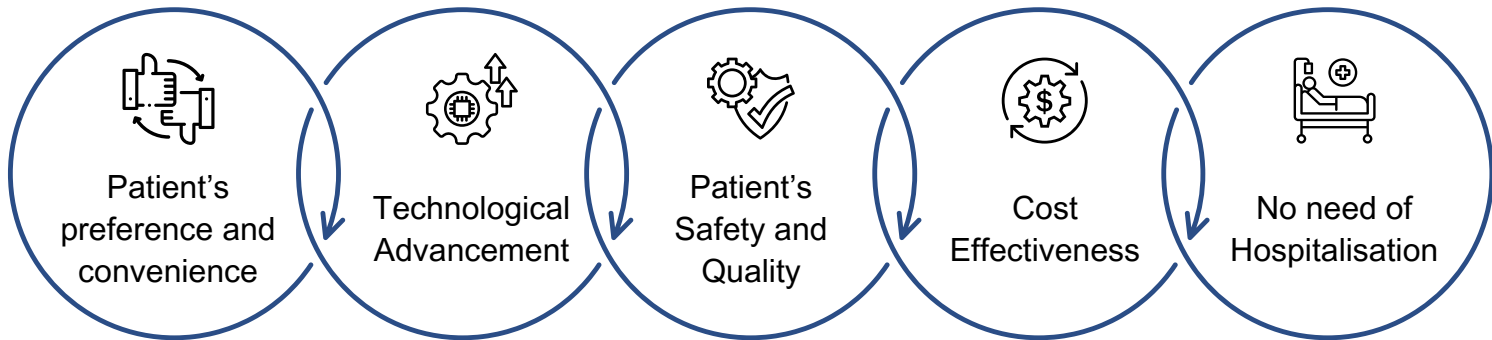 Patient’s
preference and
convenience
Technological
Advancement
Patient’s
Safety and
Quality
$
Cost
Effectiveness
No need of
Hospitalisation